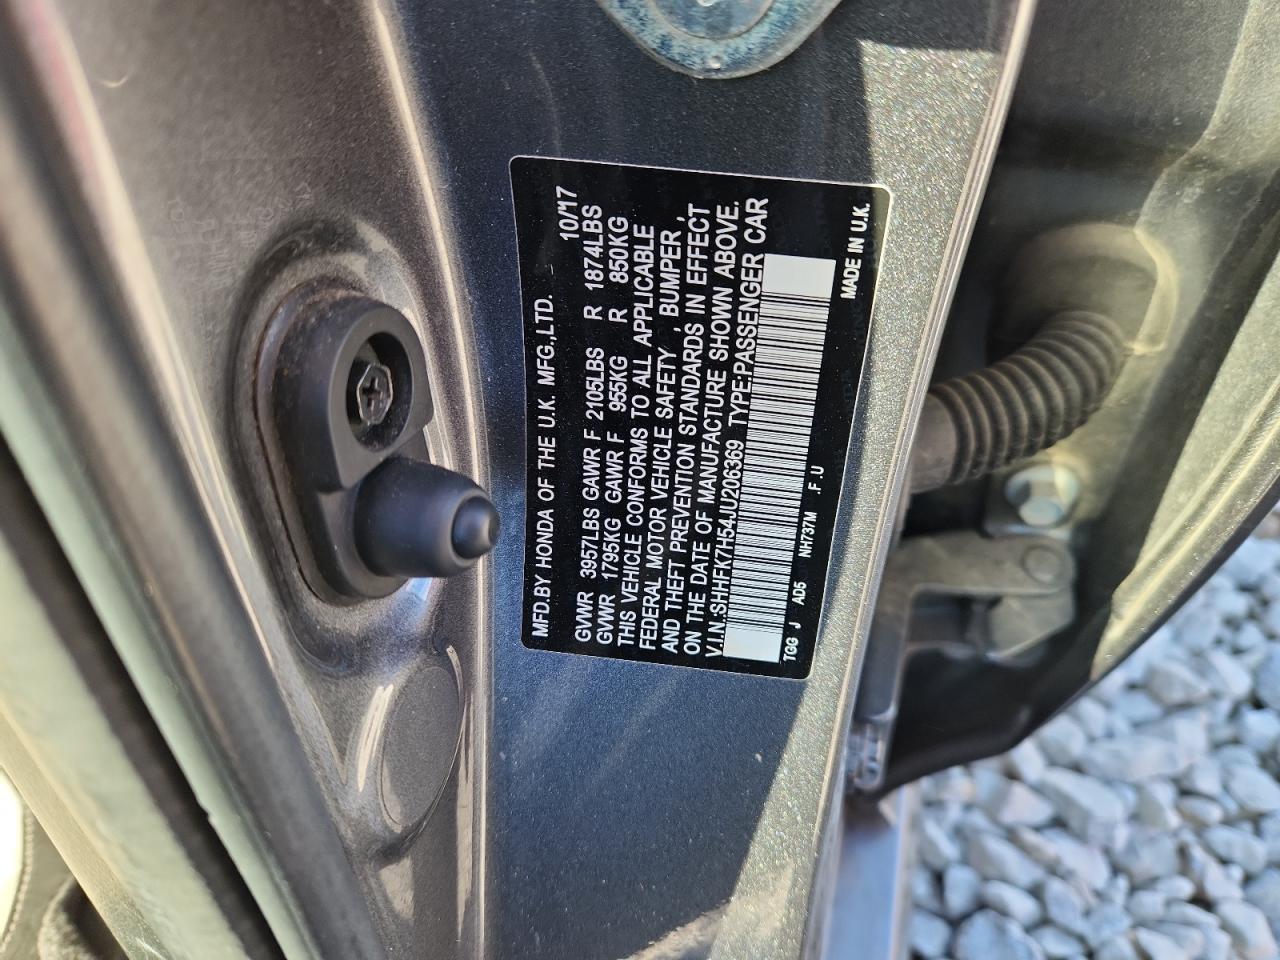 MFD.BY HONDA OF THE U.K. MFG.,LTD. 10/17
GVWR 3957LBS GAWR F 2105LBS R 1874LBS
GVWR 1795KG GAWR F 955KG R 850KG
THIS VEHICLE CONFORMS TO ALL APPLICABLE
FEDERAL MOTOR VEHICLE SAFETY, BUMPER,
AND THEFT PREVENTION STANDARDS IN EFFECT
ON THE DATE OF MANUFACTURE SHOWN ABOVE.
V.I.N.:SHHFK7H54JU206369 TYPE:PASSENGER CAR
TGG J AD5 NH737M .F.U MADE IN U.K.